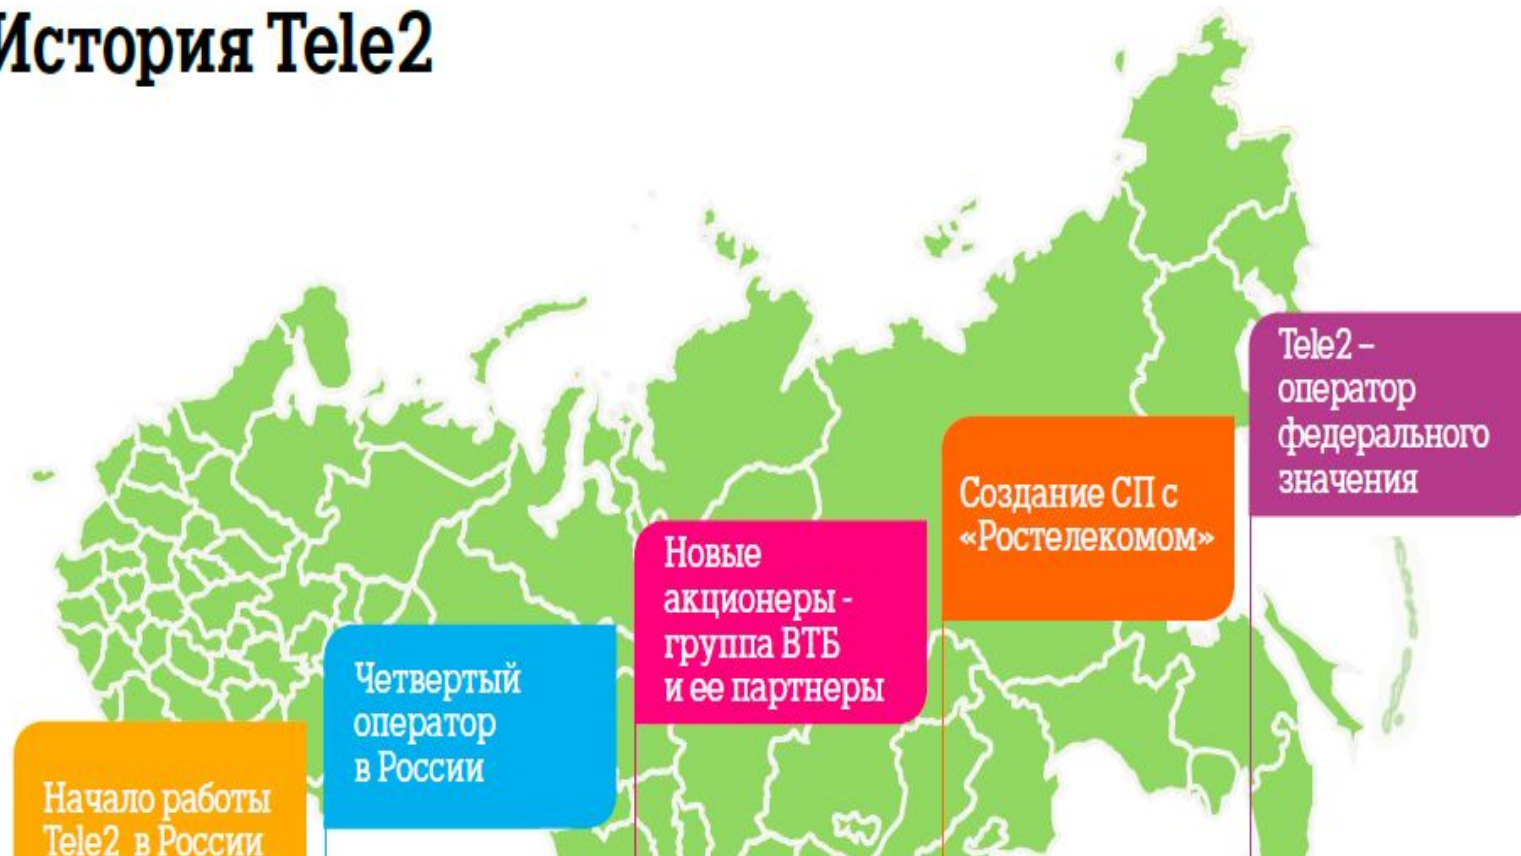 История Tele2
Tele2 –
оператор
федерального
значения
Создание СП с
«Ростелекомом»
Новые
акционеры -
группа ВТБ
и ее партнеры
Четвертый
оператор
в России
Начало работы
Tele2 в России